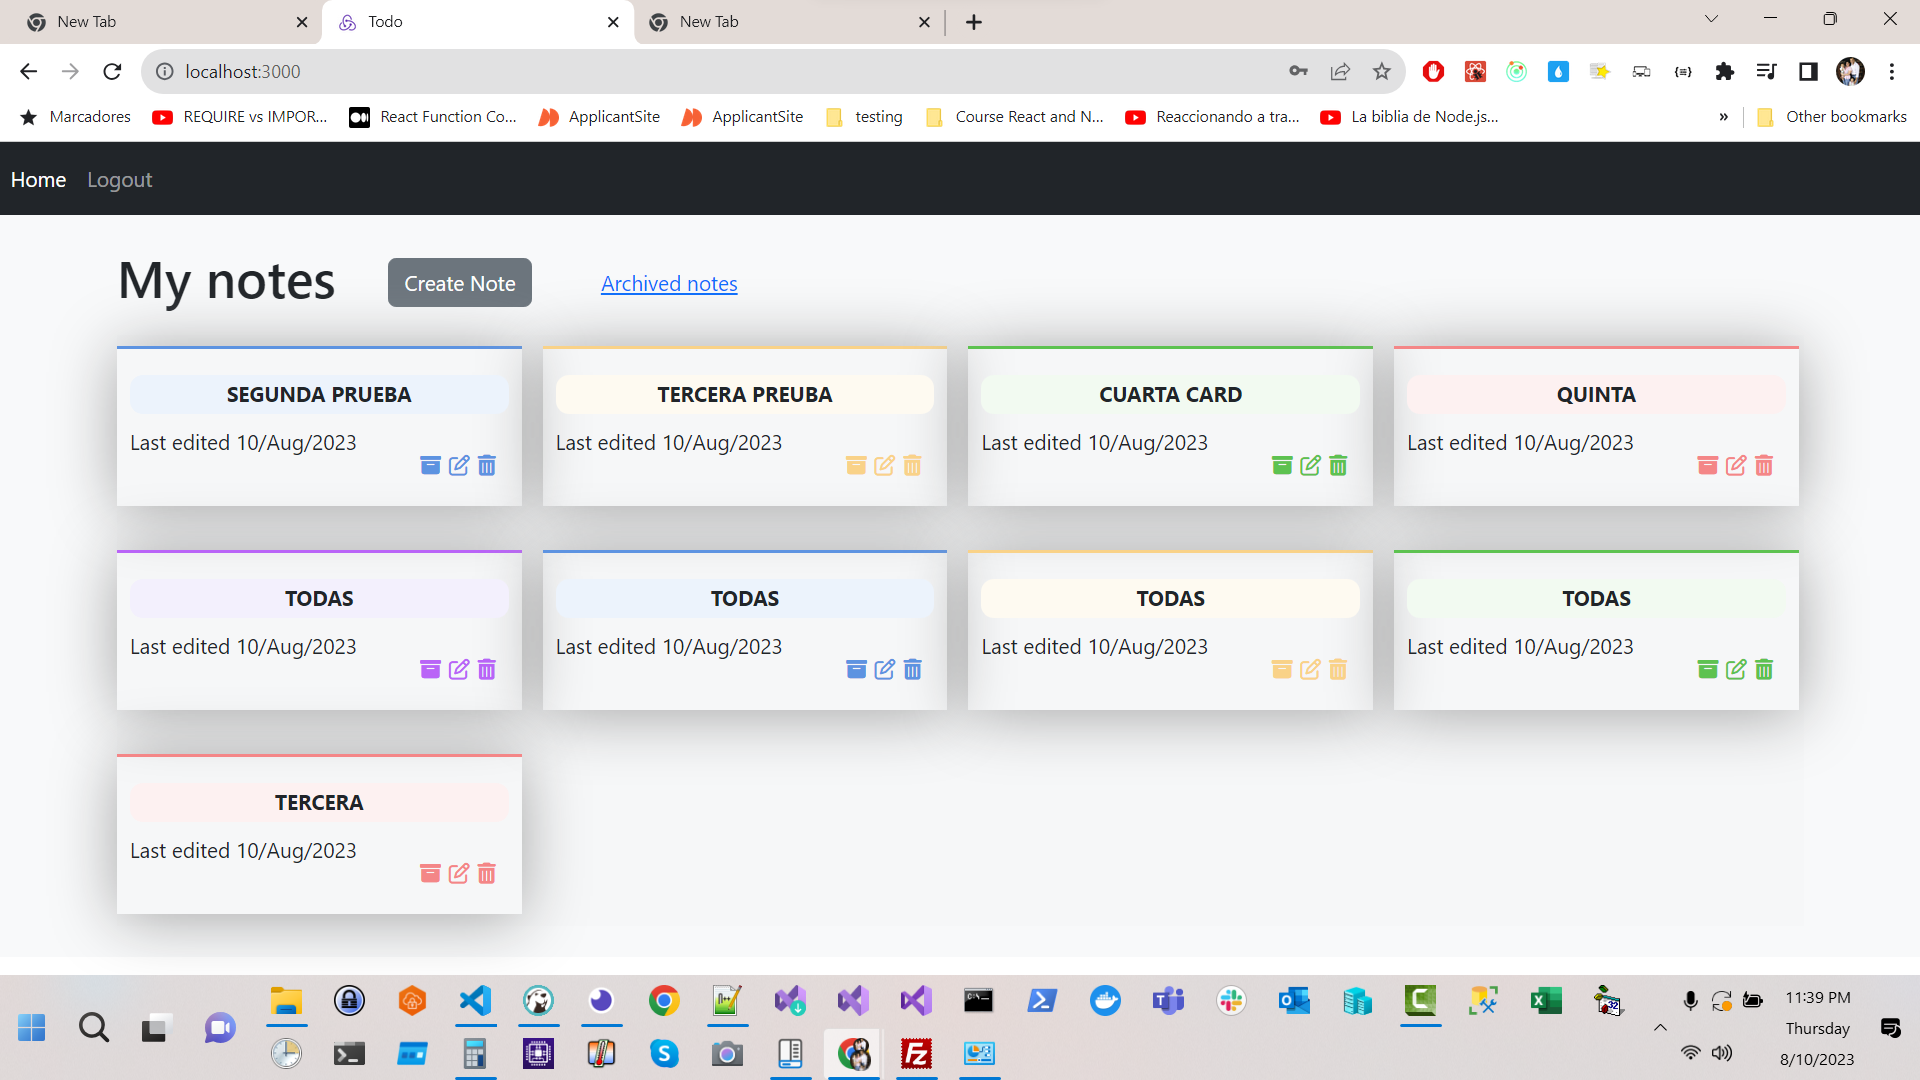 New Tab
Todo
New Tab
localhost:3000
Marcadores
REQUIRE vs IMPOR...
React Function Co...
ApplicantSite
ApplicantSite
testing
Course React and N...
Reaccionando a tra...
La biblia de Node.js...
»
Other bookmarks
Home
Logout
My notes
Create Note
Archived notes
SEGUNDA PRUEBA
Last edited 10/Aug/2023
TERCERA PREUBA
Last edited 10/Aug/2023
CUARTA CARD
Last edited 10/Aug/2023
QUINTA
Last edited 10/Aug/2023
TODAS
Last edited 10/Aug/2023
TODAS
Last edited 10/Aug/2023
TODAS
Last edited 10/Aug/2023
TODAS
Last edited 10/Aug/2023
TERCERA
Last edited 10/Aug/2023
11:39 PM
Thursday
8/10/2023